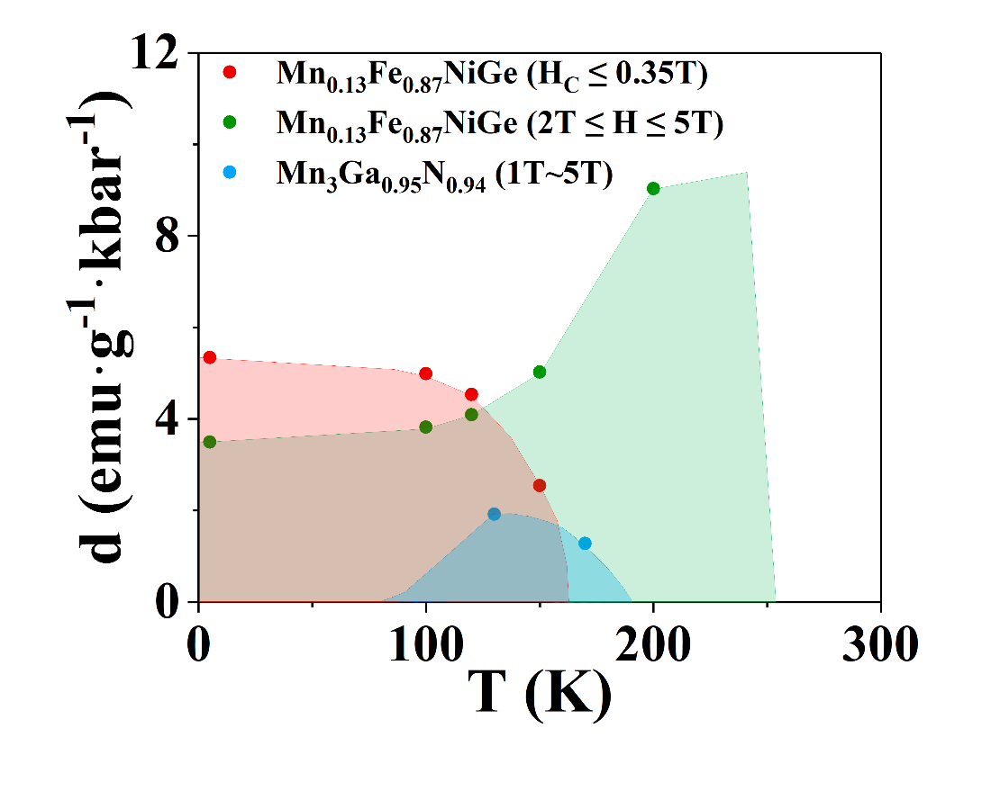 12
Mn0.13Fe0.87NiGe (HC ≤ 0.35T)
Mn0.13Fe0.87NiGe (2T ≤ H ≤ 5T)
Mn3Ga0.95N0.94 (1T~5T)
8
4
0
d (emu·g-1·kbar-1)
0 100 200 300
T (K)